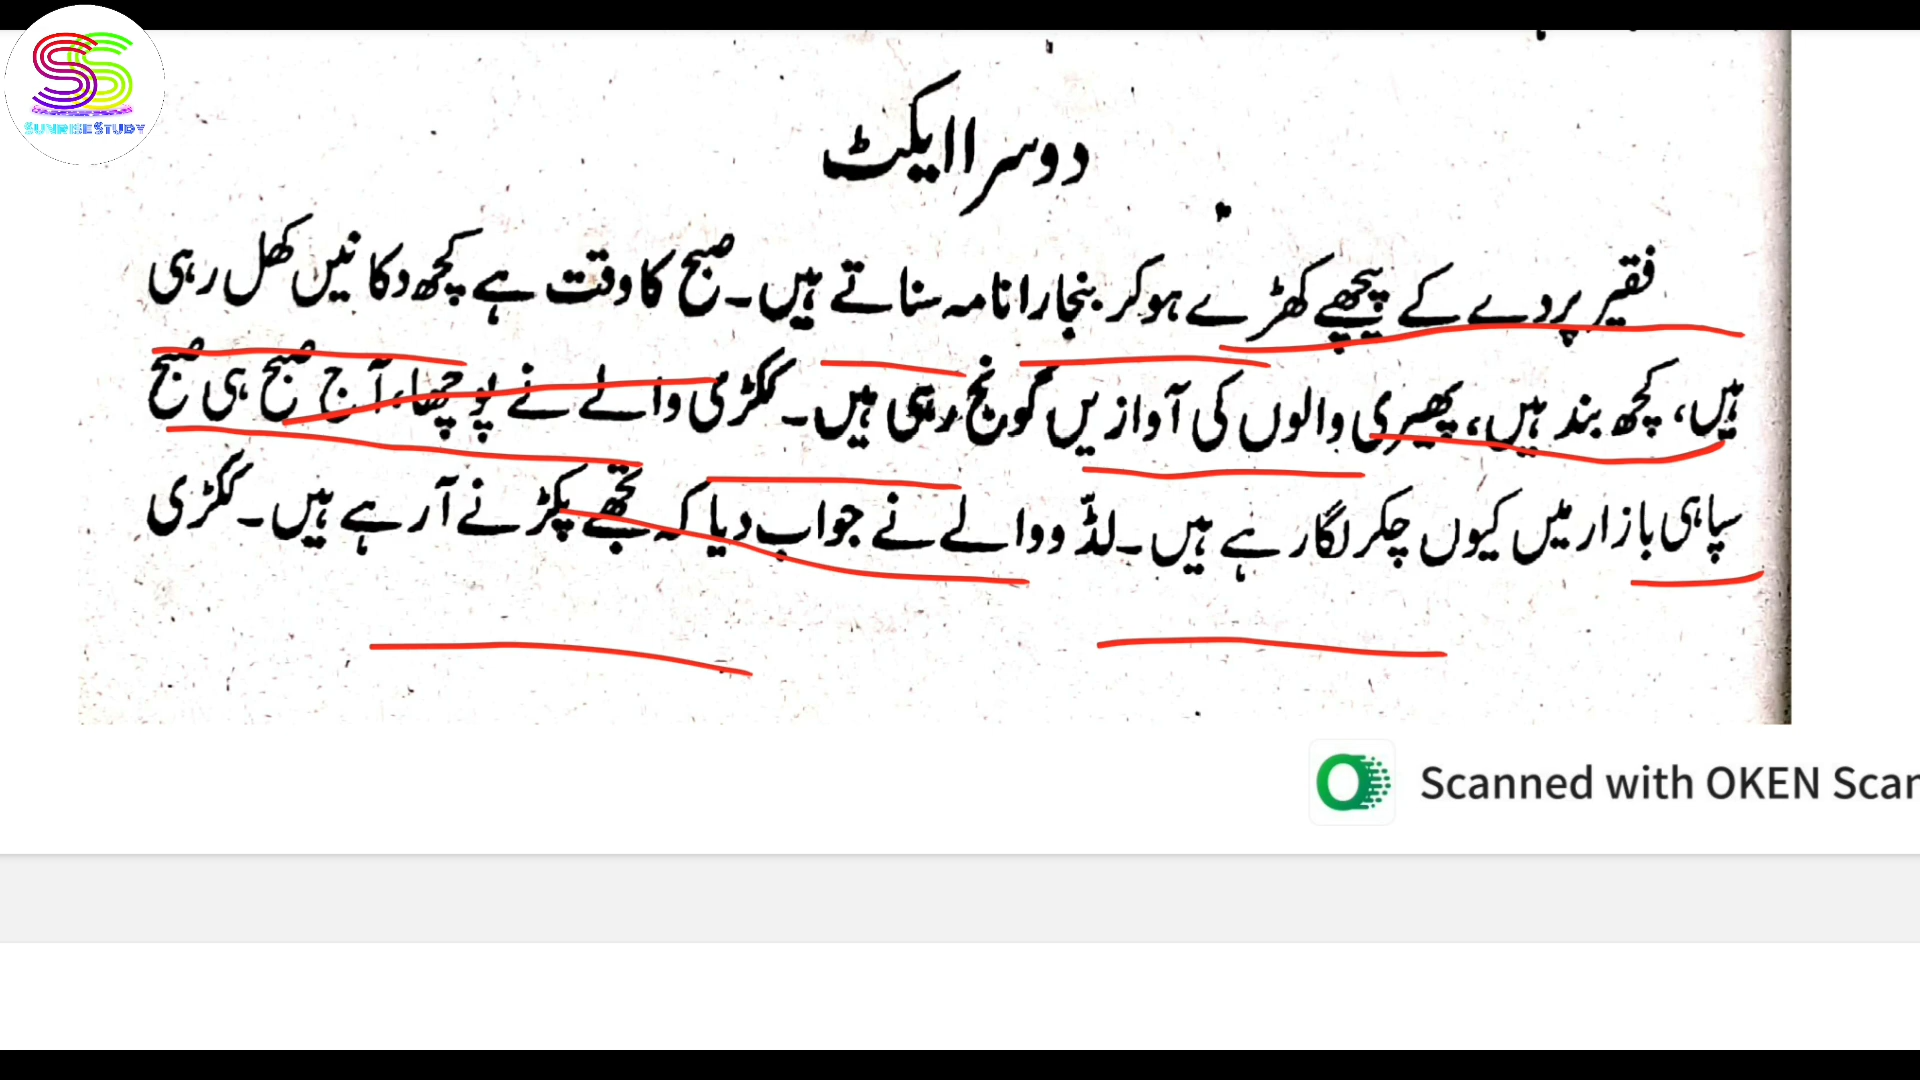 SS
SUNRISESTUDY
دوسرا ایکٹ
فقیر پردے کے پیچھے کھڑے ہوکر بنجارا نامہ سناتے ہیں۔ صبح کا وقت ہے کچھ دکانیں کھل رہی
ہیں، کچھ بند ہیں، پھیری والوں کی آوازیں گونج رہی ہیں۔ ککڑی والے نے پوچھا، آج صبح ہی صبح
سپاہی بازار میں کیوں چکر لگا رہے ہیں۔ لڈّو والے نے جواب دیا کہ تجھے پکڑنے آرہے ہیں۔ ککڑی
Scanned with OKEN Scan